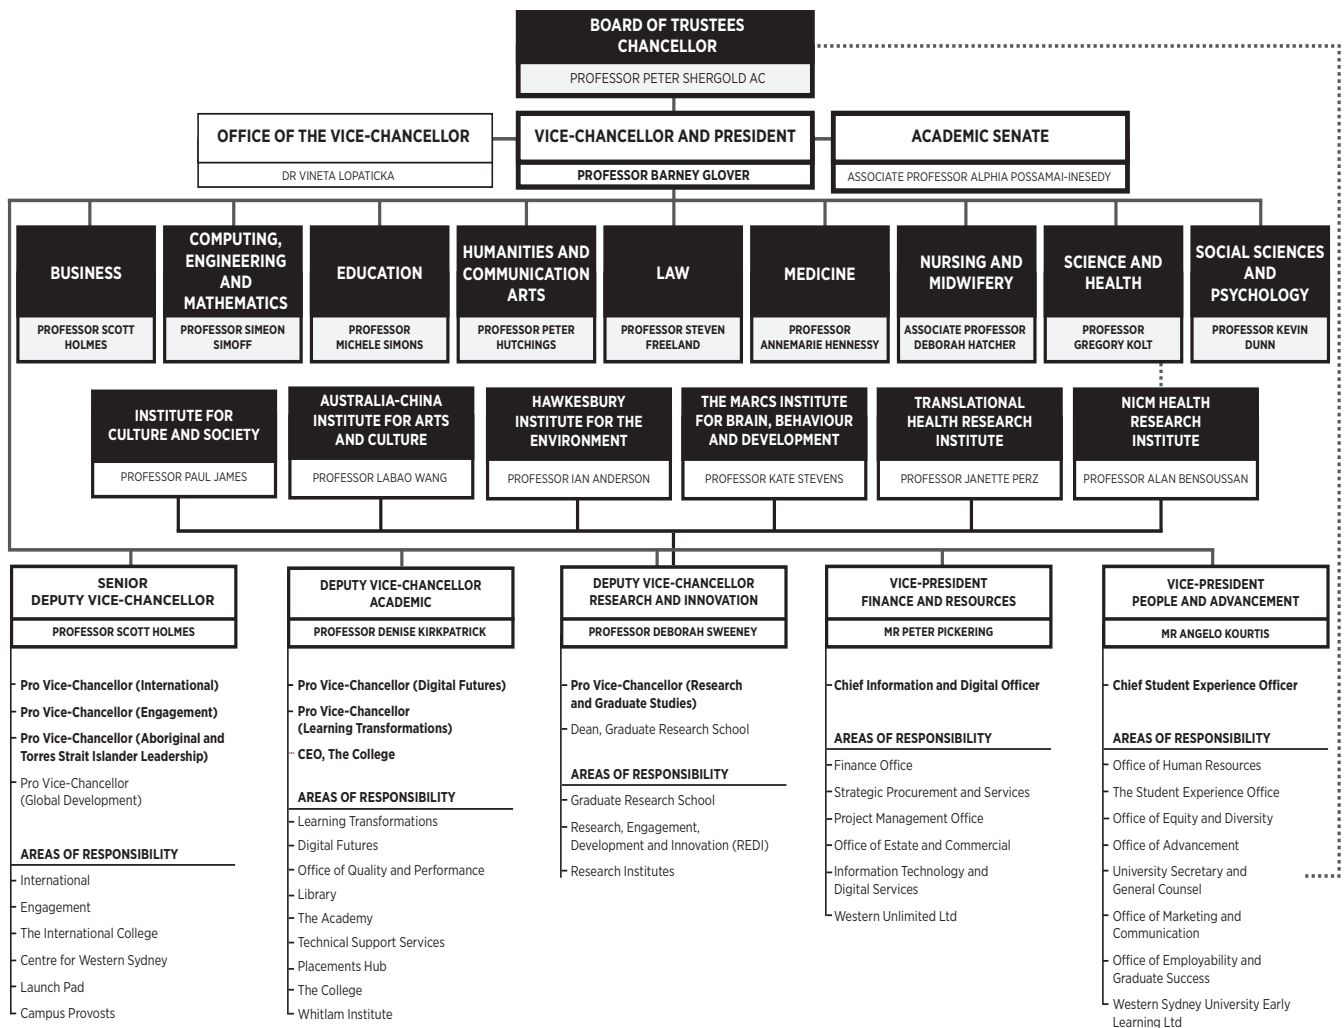 BOARD OF TRUSTEES
CHANCELLOR
PROFESSOR PETER SHERGOLD AC
OFFICE OF THE VICE-CHANCELLOR
DR VINETA LOPATICKA
VICE-CHANCELLOR AND PRESIDENT
PROFESSOR BARNEY GLOVER
ACADEMIC SENATE
ASSOCIATE PROFESSOR ALPHIA POSSAMAI-INESEDY
BUSINESS
PROFESSOR SCOTT
HOLMES
COMPUTING,
ENGINEERING
AND
MATHEMATICS
PROFESSOR SIMEON
SIMOFF
EDUCATION
PROFESSOR
MICHELE SIMONS
HUMANITIES AND
COMMUNICATION
ARTS
PROFESSOR PETER
HUTCHINGS
LAW
PROFESSOR STEVEN
FREELAND
MEDICINE
PROFESSOR
ANNEMARIE HENNESSY
NURSING AND
MIDWIFERY
ASSOCIATE PROFESSOR
DEBORAH HATCHER
SCIENCE AND
HEALTH
PROFESSOR
GREGORY KOLT
SOCIAL SCIENCES
AND
PSYCHOLOGY
PROFESSOR KEVIN
DUNN
INSTITUTE FOR
CULTURE AND SOCIETY
PROFESSOR PAUL JAMES
AUSTRALIA-CHINA
INSTITUTE FOR ARTS
AND CULTURE
PROFESSOR LABAO WANG
HAWKESBURY
INSTITUTE FOR THE
ENVIRONMENT
PROFESSOR IAN ANDERSON
THE MARCS INSTITUTE
FOR BRAIN, BEHAVIOUR
AND DEVELOPMENT
PROFESSOR KATE STEVENS
TRANSLATIONAL
HEALTH RESEARCH
INSTITUTE
PROFESSOR JANETTE PERZ
NICM HEALTH
RESEARCH
INSTITUTE
PROFESSOR ALAN BENSOUSSAN
SENIOR
DEPUTY VICE-CHANCELLOR
PROFESSOR SCOTT HOLMES
Pro Vice-Chancellor (International)
Pro Vice-Chancellor (Engagement)
Pro Vice-Chancellor (Aboriginal and
Torres Strait Islander Leadership)
Pro Vice-Chancellor
(Global Development)
AREAS OF RESPONSIBILITY
International
Engagement
The International College
Centre for Western Sydney
Launch Pad
Campus Provosts
DEPUTY VICE-CHANCELLOR
ACADEMIC
PROFESSOR DENISE KIRKPATRICK
Pro Vice-Chancellor (Digital Futures)
Pro Vice-Chancellor
(Learning Transformations)
CEO, The College
AREAS OF RESPONSIBILITY
Learning Transformations
Digital Futures
Office of Quality and Performance
Library
The Academy
Technical Support Services
Placements Hub
The College
Whitlam Institute
DEPUTY VICE-CHANCELLOR
RESEARCH AND INNOVATION
PROFESSOR DEBORAH SWEENEY
Pro Vice-Chancellor (Research
and Graduate Studies)
Dean, Graduate Research School
AREAS OF RESPONSIBILITY
Graduate Research School
Research, Engagement,
Development and Innovation (REDI)
Research Institutes
VICE-PRESIDENT
FINANCE AND RESOURCES
MR PETER PICKERING
Chief Information and Digital Officer
AREAS OF RESPONSIBILITY
Finance Office
Strategic Procurement and Services
Project Management Office
Office of Estate and Commercial
Information Technology and
Digital Services
Western Unlimited Ltd
VICE-PRESIDENT
PEOPLE AND ADVANCEMENT
MR ANGELO KOURTIS
Chief Student Experience Officer
AREAS OF RESPONSIBILITY
Office of Human Resources
The Student Experience Office
Office of Equity and Diversity
Office of Advancement
University Secretary and
General Counsel
Office of Marketing and
Communication
Office of Employability and
Graduate Success
Western Sydney University Early
Learning Ltd